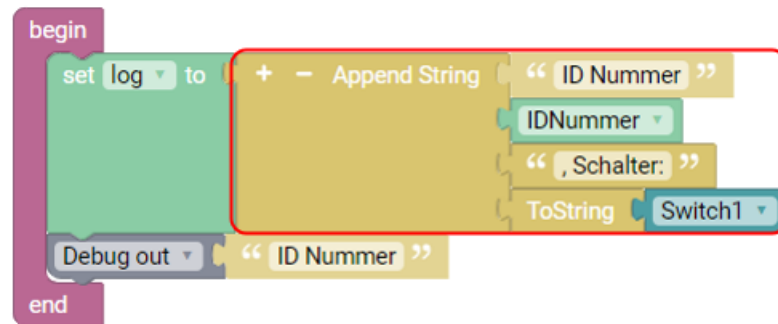 begin
set log to + − Append String “ ID Nummer ”
IDNummer
“ , Schalter: ”
ToString Switch1
Debug out “ ID Nummer ”
end